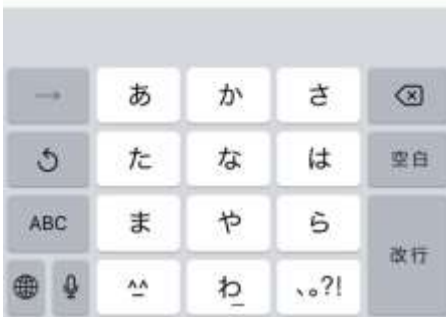 → あ か さ
た な は 空白
ABC ま や ら 改行
^^ わ 、。?!